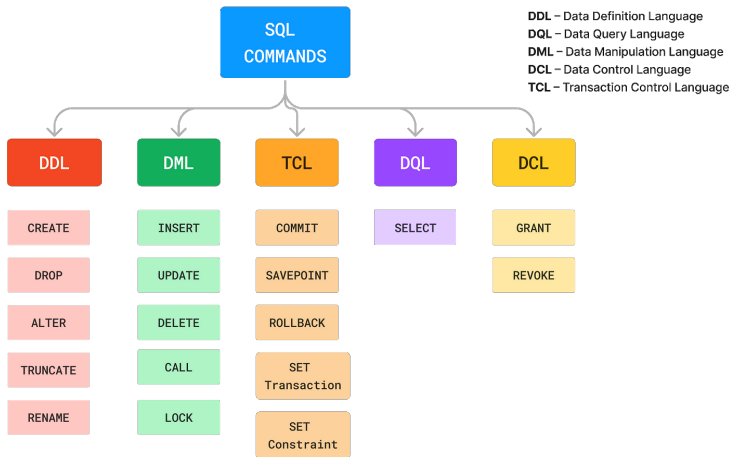 SQL
COMMANDS
DDL – Data Definition Language
DQL – Data Query Language
DML – Data Manipulation Language
DCL – Data Control Language
TCL – Transaction Control Language
DDL
DML
TCL
DQL
DCL
CREATE
INSERT
COMMIT
SELECT
GRANT
DROP
UPDATE
SAVEPOINT
REVOKE
ALTER
DELETE
ROLLBACK
TRUNCATE
CALL
SET
Transaction
RENAME
LOCK
SET
Constraint